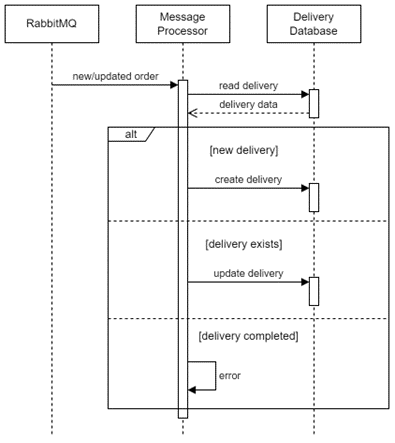 RabbitMQ
Message
Processor
Delivery
Database
new/updated order
read delivery
delivery data
alt
[new delivery]
create delivery
[delivery exists]
update delivery
[delivery completed]
error